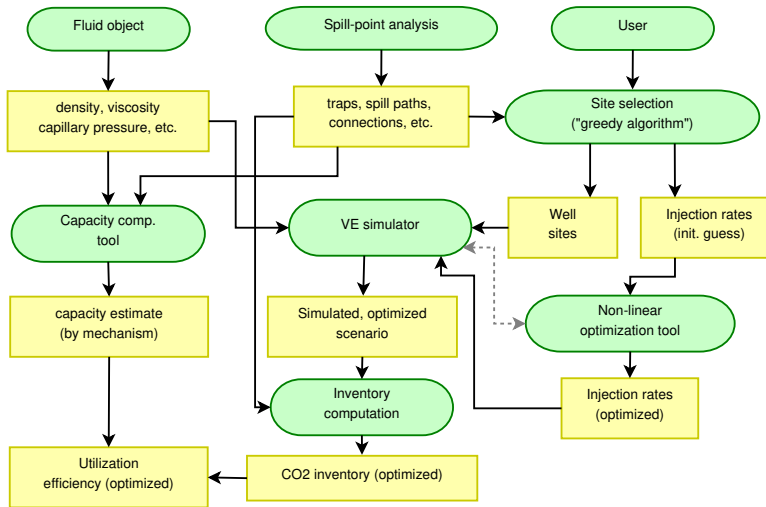 Fluid object
Spill-point analysis
User
density, viscosity
capillary pressure, etc.
traps, spill paths,
connections, etc.
Site selection
("greedy algorithm")
Capacity comp.
tool
VE simulator
Well
sites
Injection rates
(init. guess)
capacity estimate
(by mechanism)
Simulated, optimized
scenario
Non-linear
optimization tool
Inventory
computation
Injection rates
(optimized)
Utilization
efficiency (optimized)
CO2 inventory (optimized)